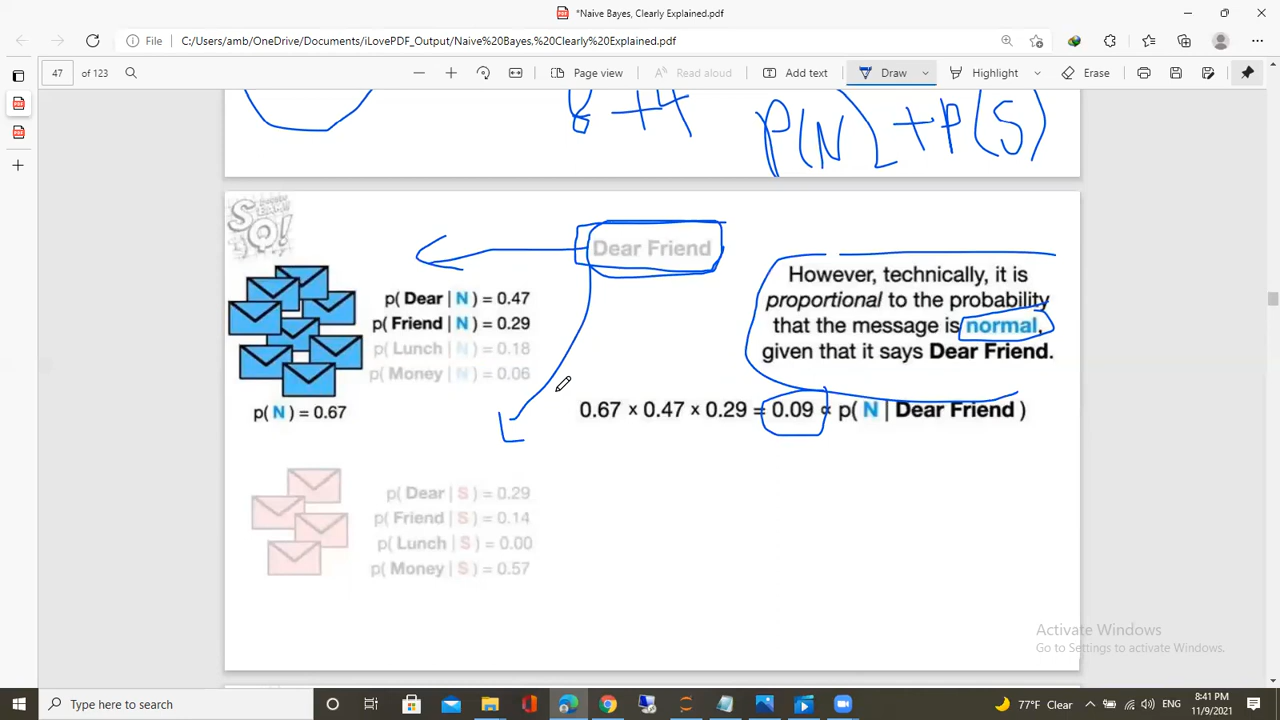 *Naive Bayes, Clearly Explained.pdf
File C:/Users/amb/OneDrive/Documents/iLovePDF_Output/Naive%20Bayes,%20Clearly%20Explained.pdf
47 of 123 Page view Read aloud Add text Draw Highlight Erase
8 + 4 P(N) + P(S)
Dear Friend
However, technically, it is
proportional to the probability
that the message is normal,
given that it says Dear Friend.
p( Dear | N ) = 0.47
p( Friend | N ) = 0.29
p( Lunch | N ) = 0.18
p( Money | N ) = 0.06
p( N ) = 0.67
0.67 × 0.47 × 0.29 = 0.09 ∝ p( N | Dear Friend )
p( Dear | S ) = 0.29
p( Friend | S ) = 0.14
p( Lunch | S ) = 0.00
p( Money | S ) = 0.57
Activate Windows
Go to Settings to activate Windows.
Type here to search
77°F Clear ENG 8:41 PM
11/9/2021